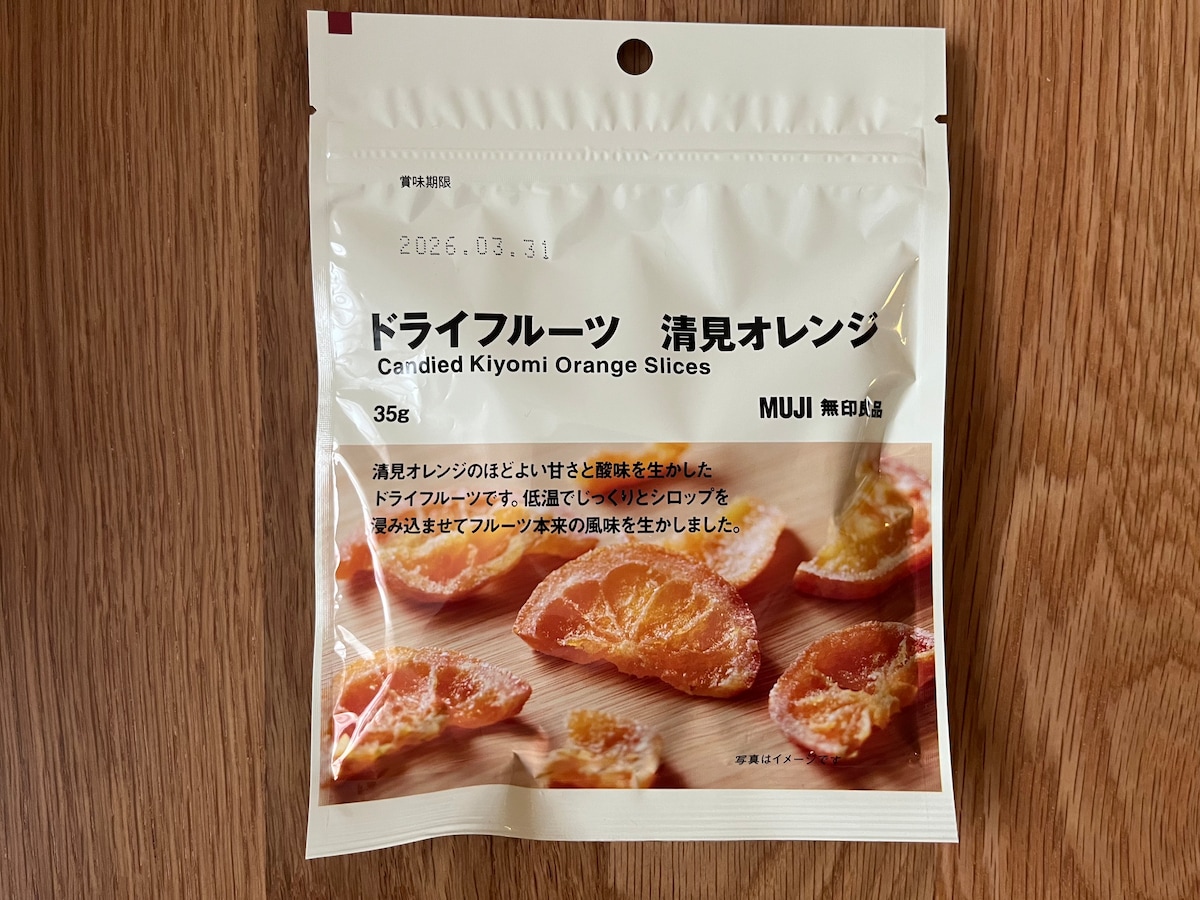 賞味期限
2026.03.31
ドライフルーツ 清見オレンジ
Candied Kiyomi Orange Slices
35g
MUJI 無印良品
清見オレンジのほどよい甘さと酸味を生かした
ドライフルーツです。低温でじっくりとシロップを
浸み込ませてフルーツ本来の風味を生かしました。
写真はイメージです